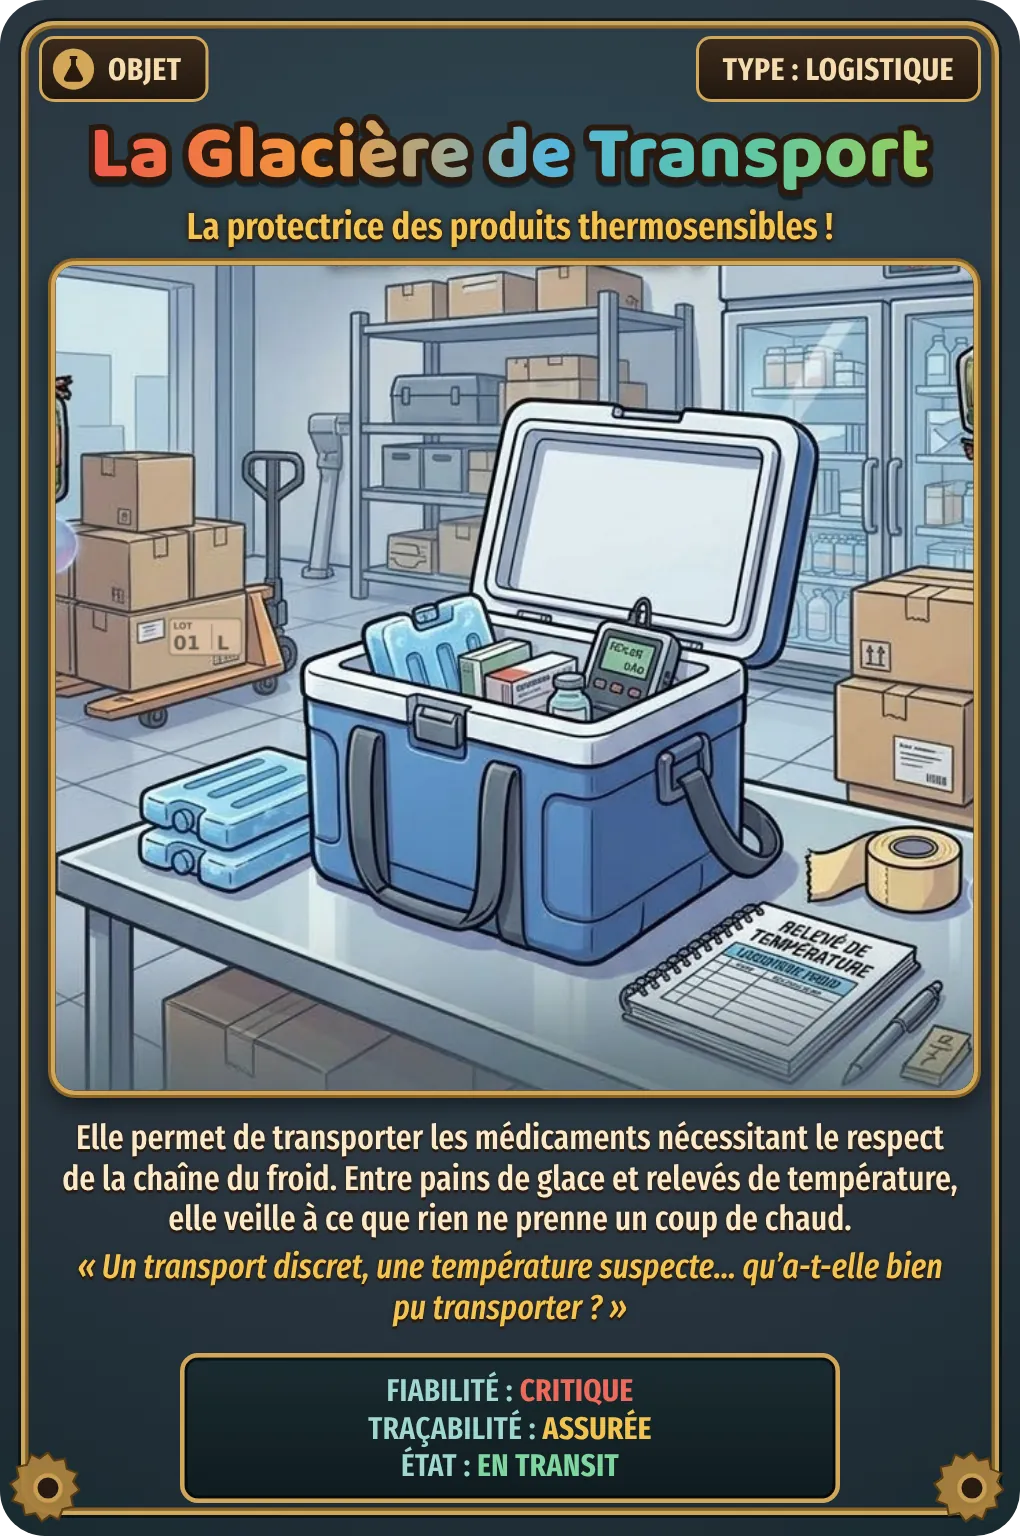 OBJET
TYPE : LOGISTIQUE
La Glacière de Transport
La protectrice des produits thermosensibles !
LOT
01 L
RELEVÉ DE
TEMPÉRATURE
Elle permet de transporter les médicaments nécessitant le respect
de la chaîne du froid. Entre pains de glace et relevés de température,
elle veille à ce que rien ne prenne un coup de chaud.
« Un transport discret, une température suspecte... qu’a-t-elle bien
pu transporter ? »
FIABILITÉ : CRITIQUE
TRAÇABILITÉ : ASSURÉE
ÉTAT : EN TRANSIT